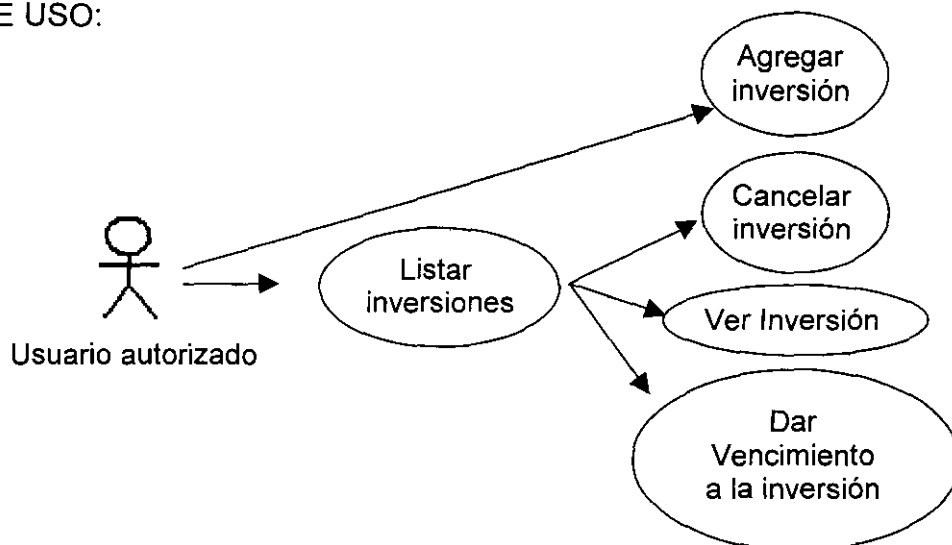 E USO:
Agregar
inversión
Cancelar
inversión
Listar
inversiones
Ver Inversión
Usuario autorizado
Dar
Vencimiento
a la inversión